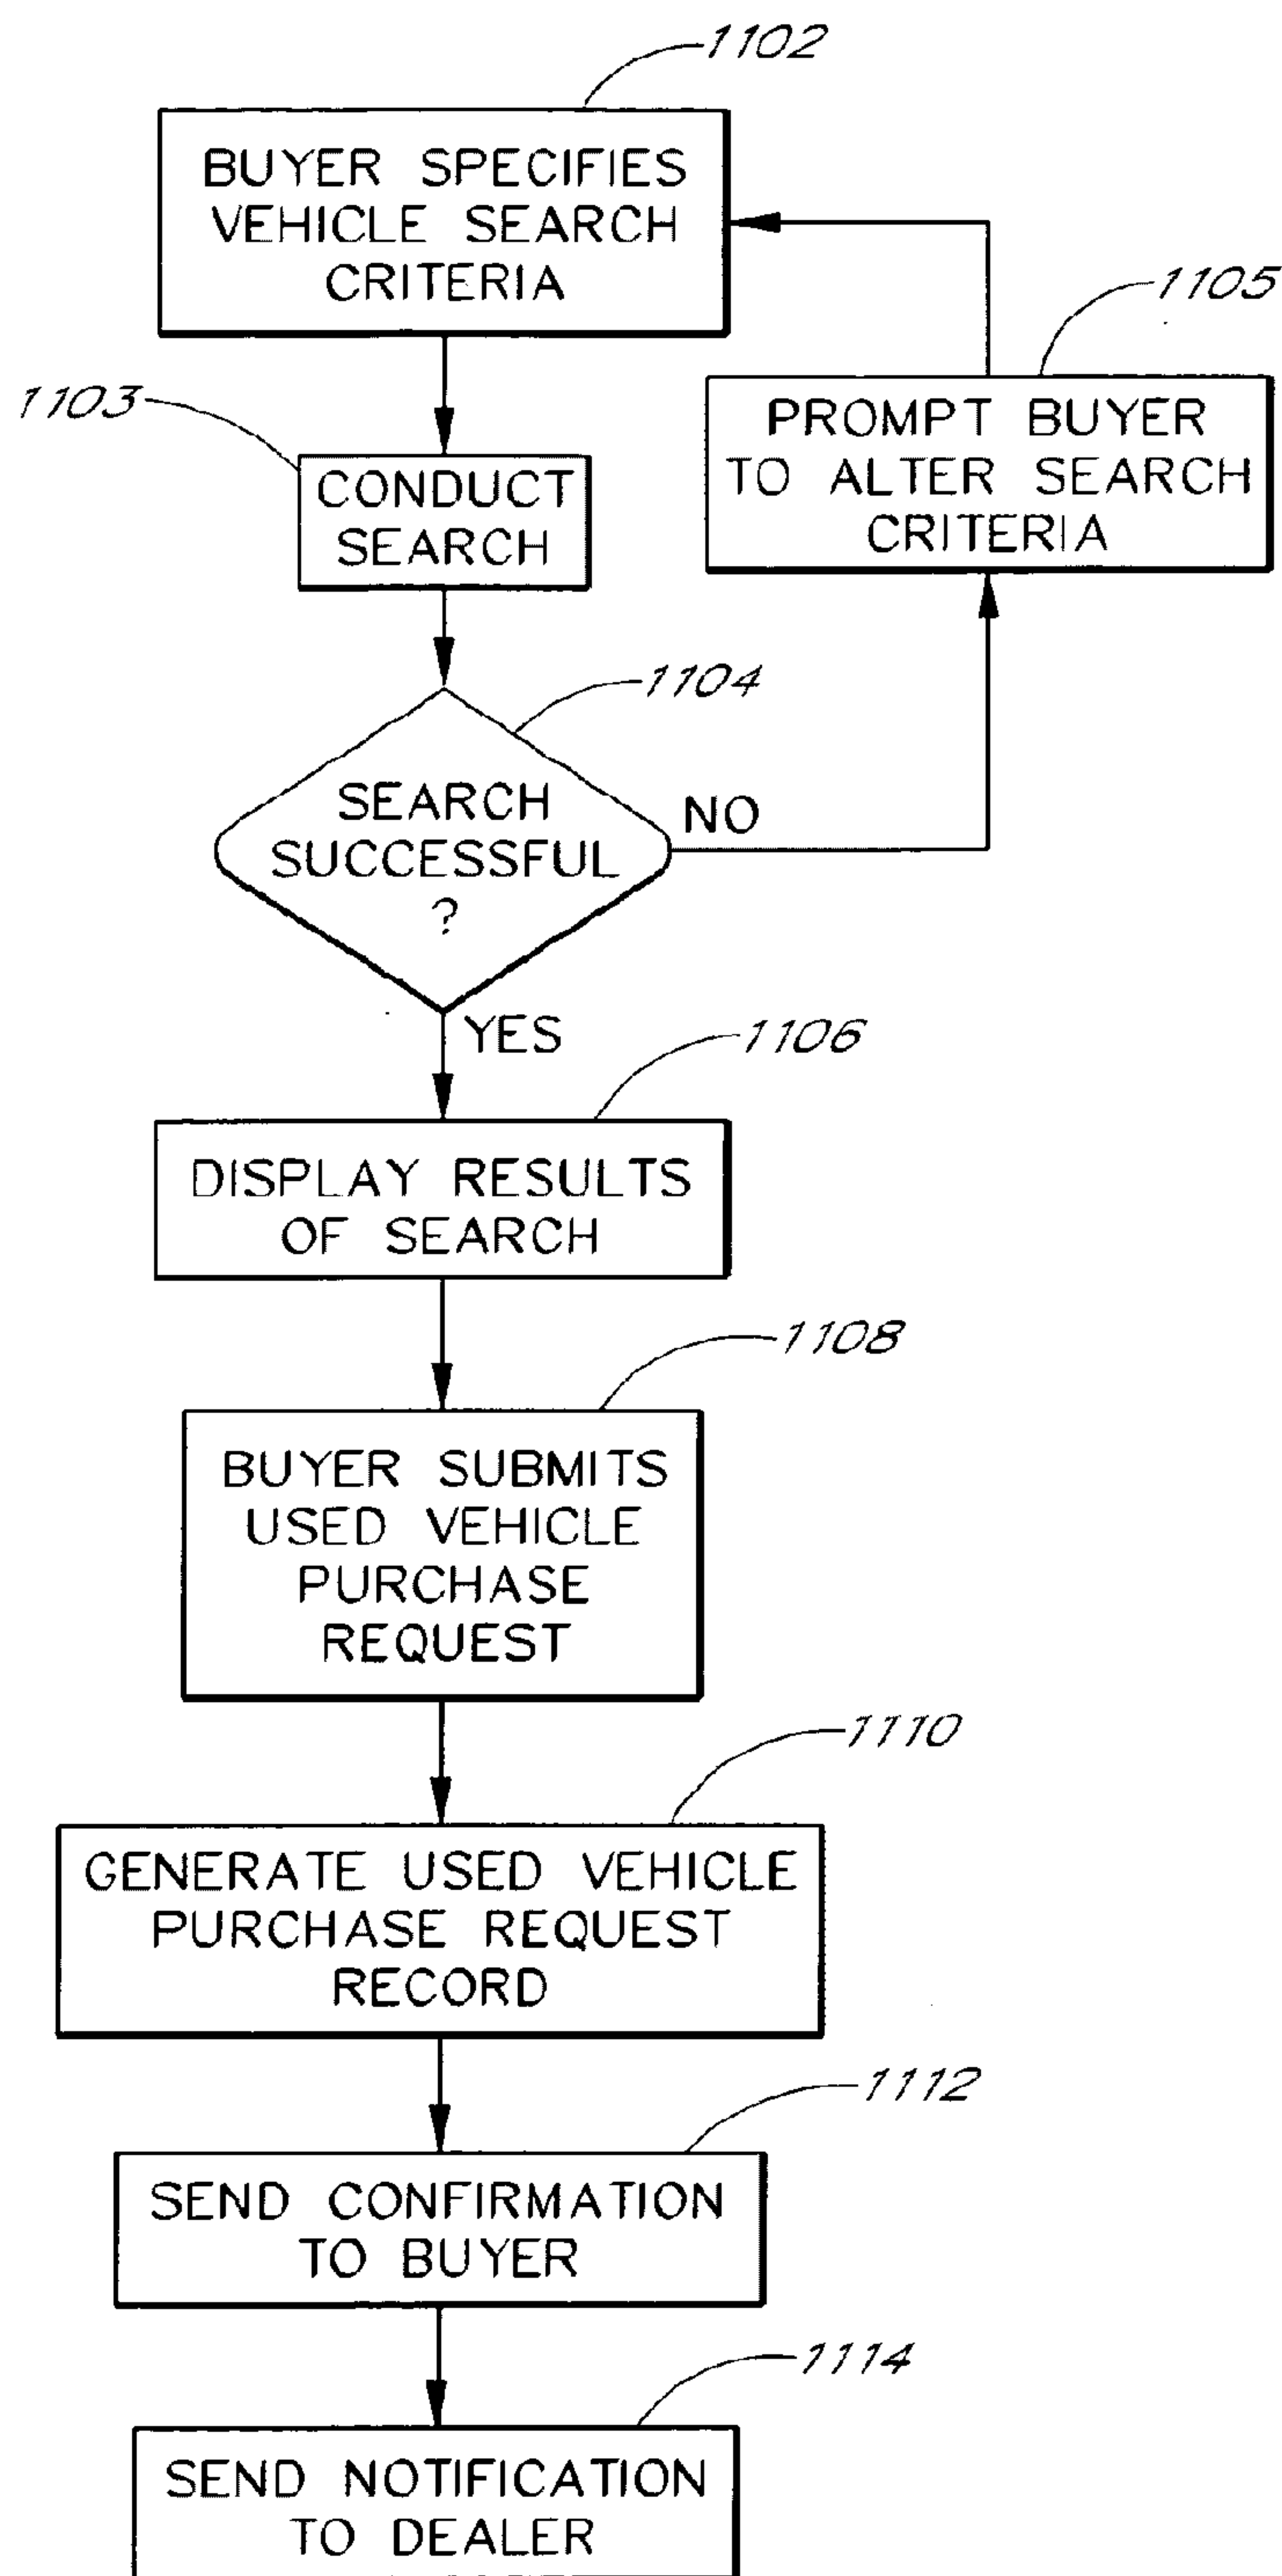 1102
BUYER SPECIFIES
VEHICLE SEARCH
CRITERIA
1105
PROMPT BUYER
TO ALTER SEARCH
CRITERIA
1103
CONDUCT
SEARCH
1104
SEARCH
SUCCESSFUL
?
NO
YES
1106
DISPLAY RESULTS
OF SEARCH
1108
BUYER SUBMITS
USED VEHICLE
PURCHASE
REQUEST
1110
GENERATE USED VEHICLE
PURCHASE REQUEST
RECORD
1112
SEND CONFIRMATION
TO BUYER
1114
SEND NOTIFICATION
TO DEALER